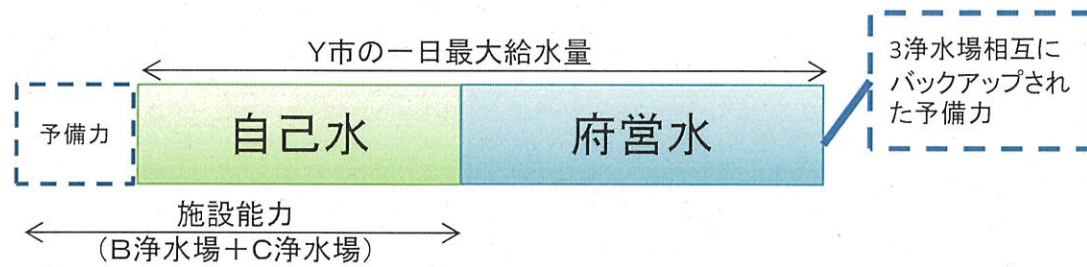 Y市の一日最大給水量
3浄水場相互に
バックアップされ
た予備力
予備力
自己水
府営水
施設能力
(B浄水場+C浄水場)